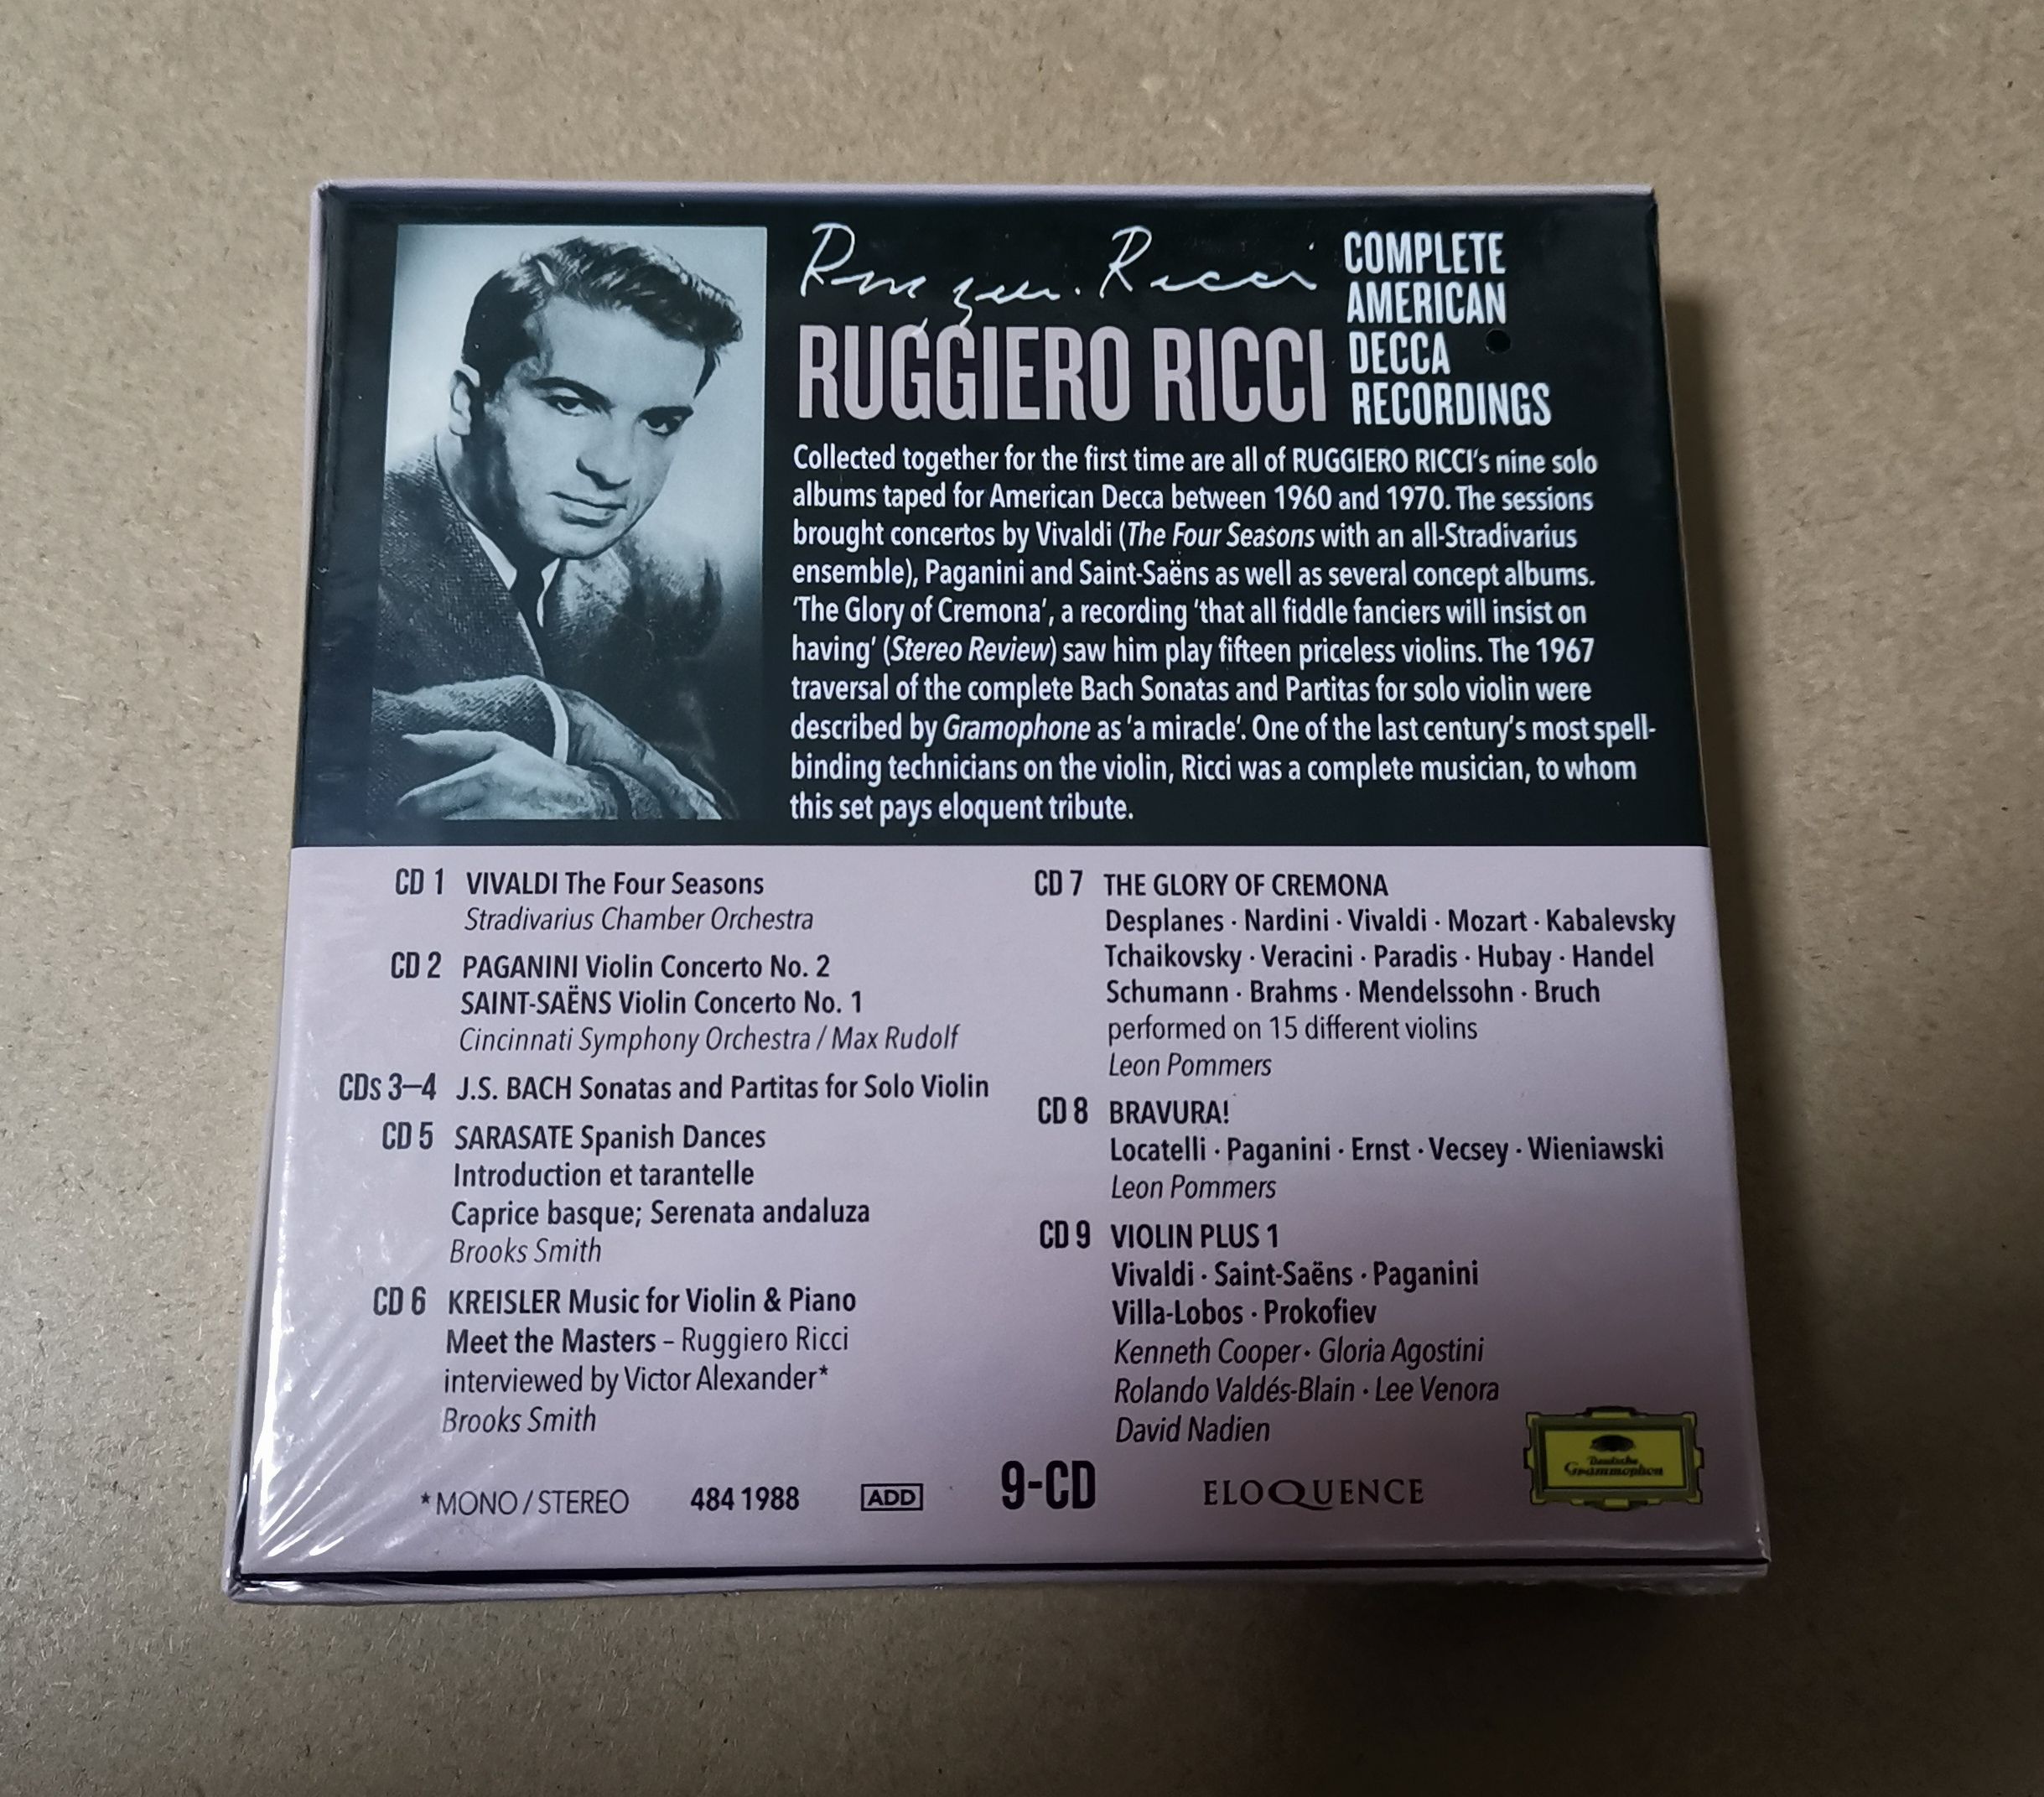 Ruggiero Ricci
RUGGIERO RICCI
COMPLETE
AMERICAN
DECCA
RECORDINGS
Collected together for the first time are all of RUGGIERO RICCI's nine solo
albums taped for American Decca between 1960 and 1970. The sessions
brought concertos by Vivaldi (The Four Seasons with an all-Stradivarius
ensemble), Paganini and Saint-Saëns as well as several concept albums.
'The Glory of Cremona', a recording 'that all fiddle fanciers will insist on
having' (Stereo Review) saw him play fifteen priceless violins. The 1967
traversal of the complete Bach Sonatas and Partitas for solo violin were
described by Gramophone as 'a miracle'. One of the last century's most spell-
binding technicians on the violin, Ricci was a complete musician, to whom
this set pays eloquent tribute.
CD 1 VIVALDI The Four Seasons
Stradivarius Chamber Orchestra
CD 2 PAGANINI Violin Concerto No. 2
SAINT-SAËNS Violin Concerto No. 1
Cincinnati Symphony Orchestra / Max Rudolf
CDs 3–4 J.S. BACH Sonatas and Partitas for Solo Violin
CD 5 SARASATE Spanish Dances
Introduction et tarantelle
Caprice basque; Serenata andaluza
Brooks Smith
CD 6 KREISLER Music for Violin & Piano
Meet the Masters – Ruggiero Ricci
interviewed by Victor Alexander*
Brooks Smith
CD 7 THE GLORY OF CREMONA
Desplanes · Nardini · Vivaldi · Mozart · Kabalevsky
Tchaikovsky · Veracini · Paradis · Hubay · Handel
Schumann · Brahms · Mendelssohn · Bruch
performed on 15 different violins
Leon Pommers
CD 8 BRAVURA!
Locatelli · Paganini · Ernst · Vecsey · Wieniawski
Leon Pommers
CD 9 VIOLIN PLUS 1
Vivaldi · Saint-Saëns · Paganini
Villa-Lobos · Prokofiev
Kenneth Cooper · Gloria Agostini
Rolando Valdés-Blain · Lee Venora
David Nadien
*MONO / STEREO 484 1988 ADD 9-CD ELOQUENCE
Deutsche
Grammophon